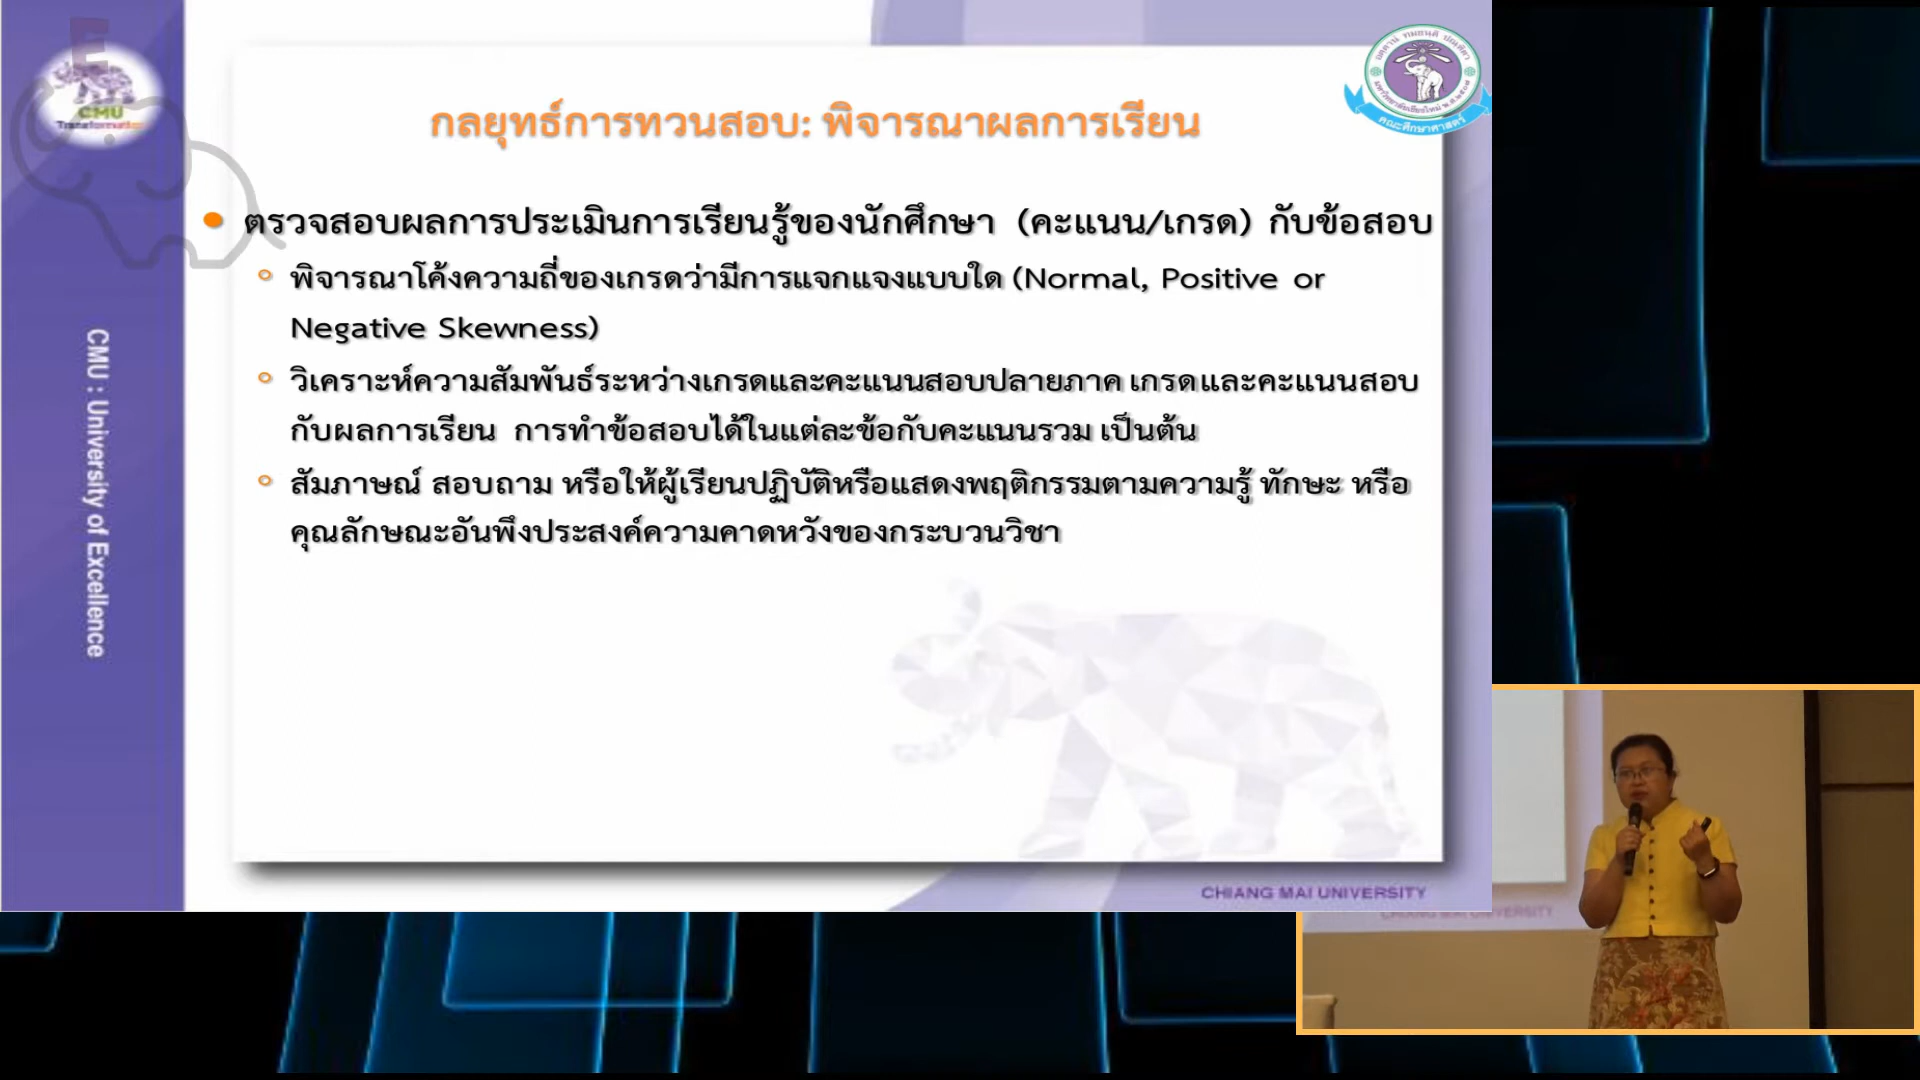 กลยุทธ์การทวนสอบ: พิจารณาผลการเรียน
ตรวจสอบผลการประเมินการเรียนรู้ของนักศึกษา (คะแนน/เกรด) กับข้อสอบ
พิจารณาโค้งความถี่ของเกรดว่ามีการแจกแจงแบบใด (Normal, Positive or
Negative Skewness)
วิเคราะห์ความสัมพันธ์ระหว่างเกรดและคะแนนสอบปลายภาค เกรดและคะแนนสอบ
กับผลการเรียน การทำข้อสอบได้ในแต่ละข้อกับคะแนนรวม เป็นต้น
สัมภาษณ์ สอบถาม หรือให้ผู้เรียนปฏิบัติหรือแสดงพฤติกรรมตามความรู้ ทักษะ หรือ
คุณลักษณะอันพึงประสงค์ความคาดหวังของกระบวนวิชา
CMU : University of Excellence
CMU
Transformation
คณะศึกษาศาสตร์
CHIANG MAI UNIVERSITY